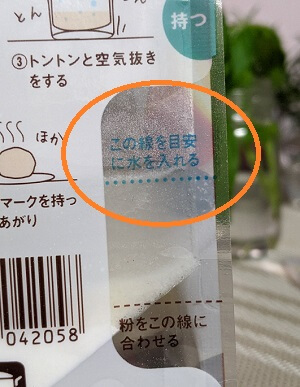 とん
とん
持つ
③トントンと空気抜き
をする
ほか
この線を目安
に水を入れる
マークを持っ
あがり
042058
粉をこの線に
合わせる